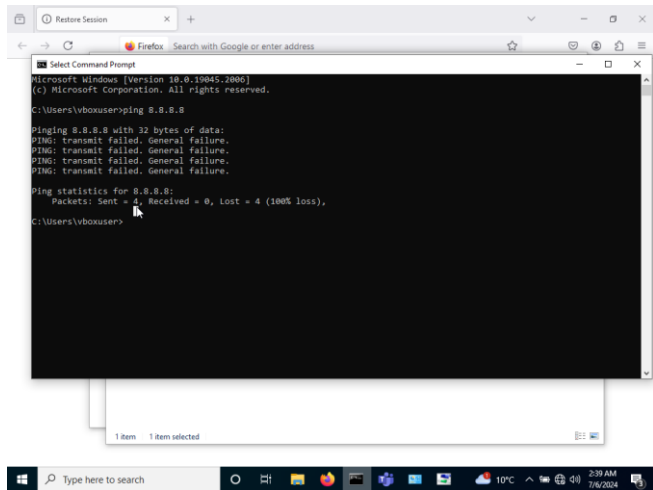 Restore Session
Firefox Search with Google or enter address
Select Command Prompt
Microsoft Windows [Version 10.0.19045.2006]
(c) Microsoft Corporation. All rights reserved.
C:\Users\vboxuser>ping 8.8.8.8
Pinging 8.8.8.8 with 32 bytes of data:
PING: transmit failed. General failure.
PING: transmit failed. General failure.
PING: transmit failed. General failure.
PING: transmit failed. General failure.
Ping statistics for 8.8.8.8:
Packets: Sent = 4, Received = 0, Lost = 4 (100% loss),
C:\Users\vboxuser>
1 item 1 item selected
Type here to search
10°C
2:39 AM
7/6/2024